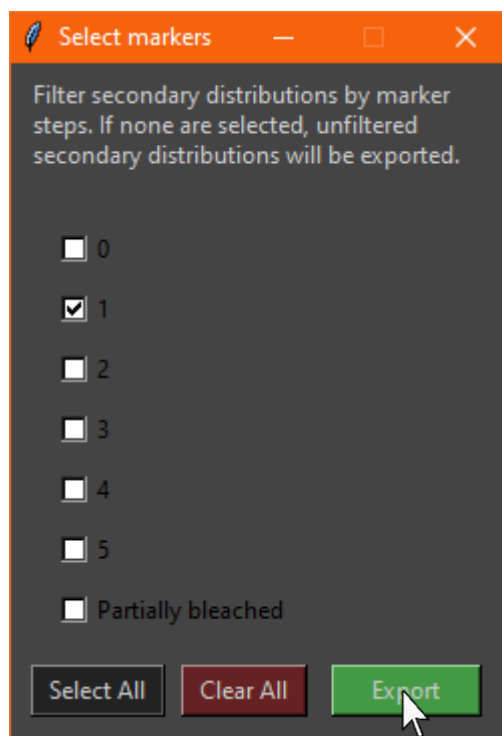 Select markers
Filter secondary distributions by marker
steps. If none are selected, unfiltered
secondary distributions will be exported.
0
1
2
3
4
5
Partially bleached
Select All Clear All Export